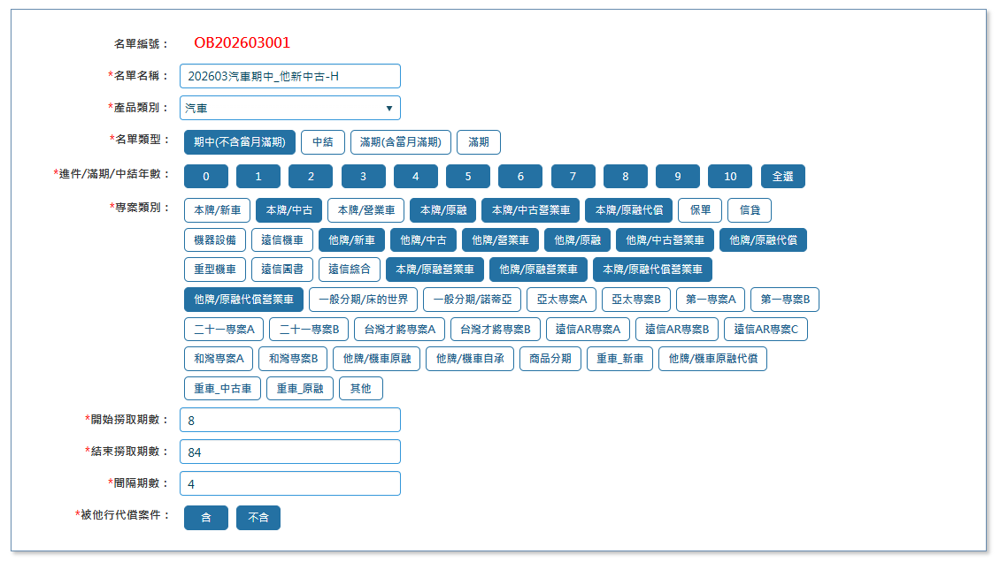 名單編號： OB202603001
*名單名稱： 202603汽車期中_他新中古-H
*產品類別： 汽車
*名單類型： 期中(不含當月滿期) 中結 滿期(含當月滿期) 滿期
*進件/滿期/中結年數： 0 1 2 3 4 5 6 7 8 9 10 全選
*專案類別： 本牌/新車 本牌/中古 本牌/營業車 本牌/原融 本牌/中古營業車 本牌/原融代償 保單 信貸
機器設備 遠信機車 他牌/新車 他牌/中古 他牌/營業車 他牌/原融 他牌/中古營業車 他牌/原融代償
重型機車 遠信圖書 遠信綜合 本牌/原融營業車 他牌/原融營業車 本牌/原融代償營業車
他牌/原融代償營業車 一般分期/床的世界 一般分期/諾蒂亞 亞太專案A 亞太專案B 第一專案A 第一專案B
二十一專案A 二十一專案B 台灣才將專案A 台灣才將專案B 遠信AR專案A 遠信AR專案B 遠信AR專案C
和灣專案A 和灣專案B 他牌/機車原融 他牌/機車自承 商品分期 重車_新車 他牌/機車原融代償
重車_中古車 重車_原融 其他
*開始撈取期數： 8
*結束撈取期數： 84
*間隔期數： 4
*被他行代償案件： 含 不含